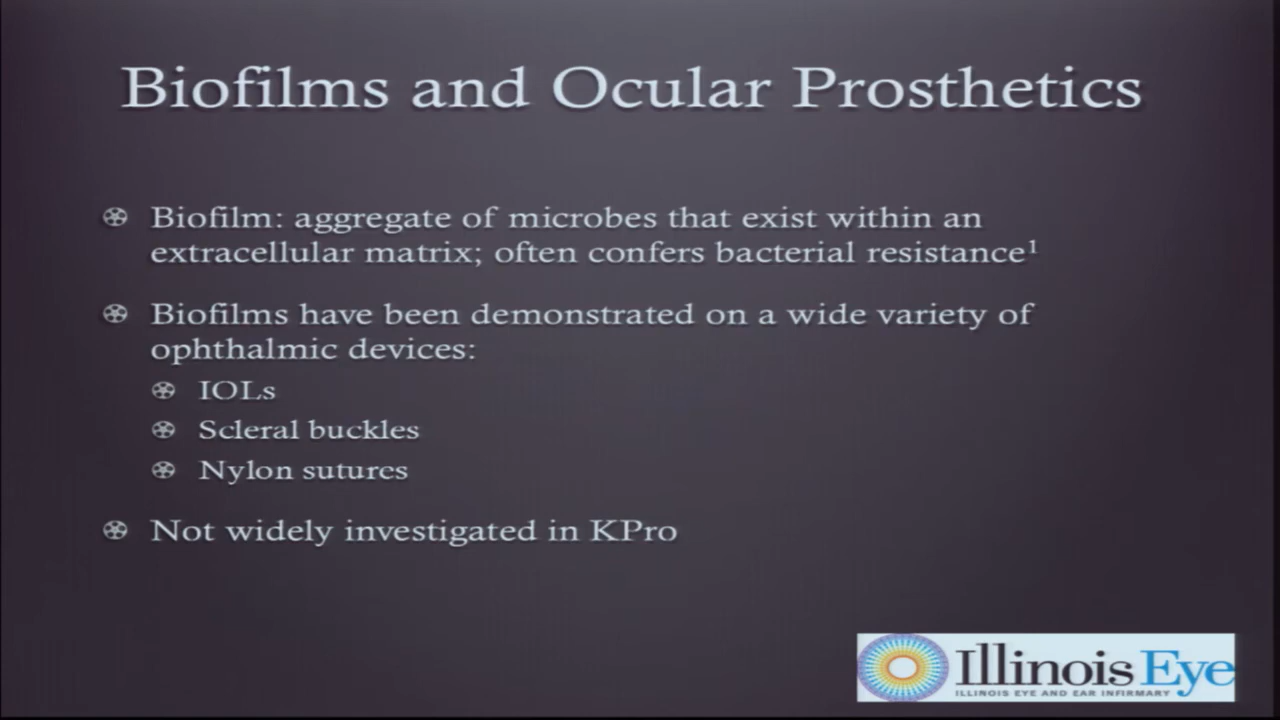 Biofilms and Ocular Prosthetics
Biofilm: aggregate of microbes that exist within an
extracellular matrix; often confers bacterial resistance¹
Biofilms have been demonstrated on a wide variety of
ophthalmic devices:
IOLs
Scleral buckles
Nylon sutures
Not widely investigated in KPro
Illinois Eye
ILLINOIS EYE AND EAR INFIRMARY